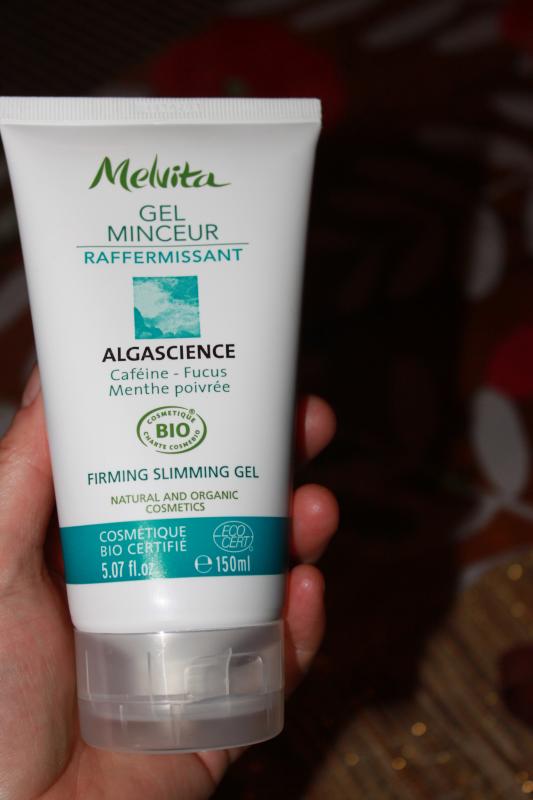 Melvita
GEL
MINCEUR
RAFFERMISSANT
ALGASCIENCE
Caféine - Fucus
Menthe poivrée
COSMETIQUE®
BIO
CHARTE COSMEBIO
FIRMING SLIMMING GEL
NATURAL AND ORGANIC
COSMETICS
COSMÉTIQUE
BIO CERTIFIÉ
ECO
CERT
5.07 fl.oz
℮150ml